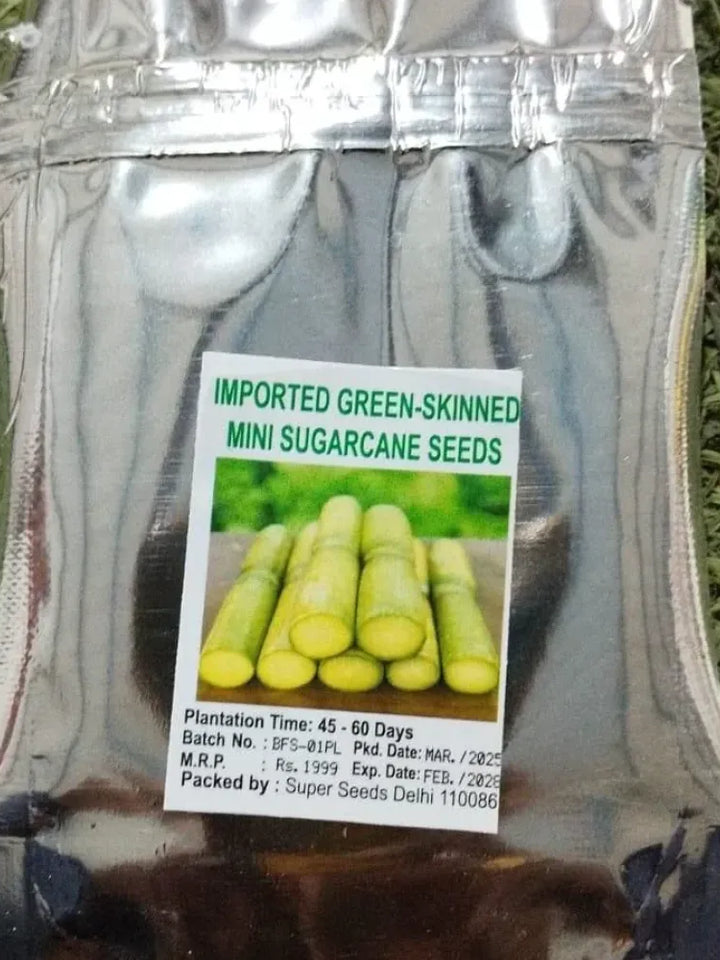 IMPORTED GREEN-SKINNED
MINI SUGARCANE SEEDS
Plantation Time: 45 - 60 Days
Batch No. : BFS-01PL Pkd. Date: MAR. /2025
M.R.P. : Rs. 1999 Exp. Date: FEB. /2028
Packed by : Super Seeds Delhi 110086